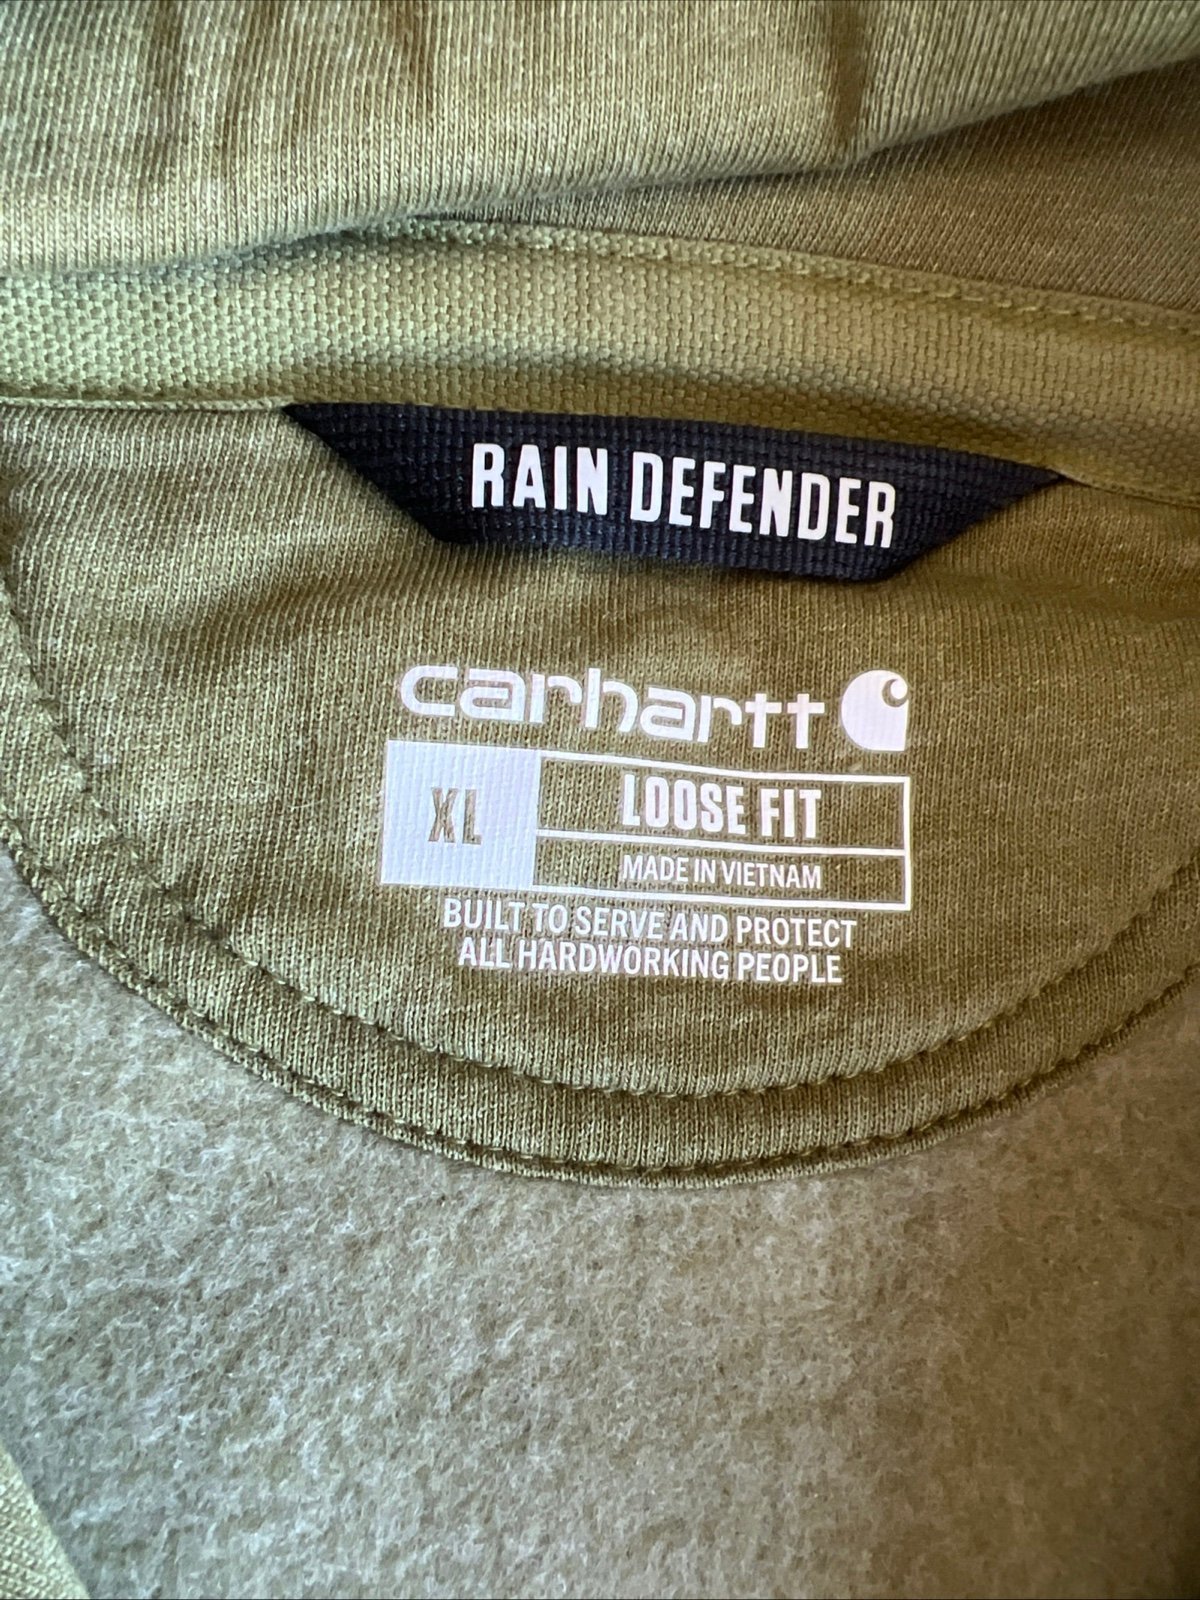 RAIN DEFENDER
carhartt
XL
LOOSE FIT
MADE IN VIETNAM
BUILT TO SERVE AND PROTECT
ALL HARDWORKING PEOPLE